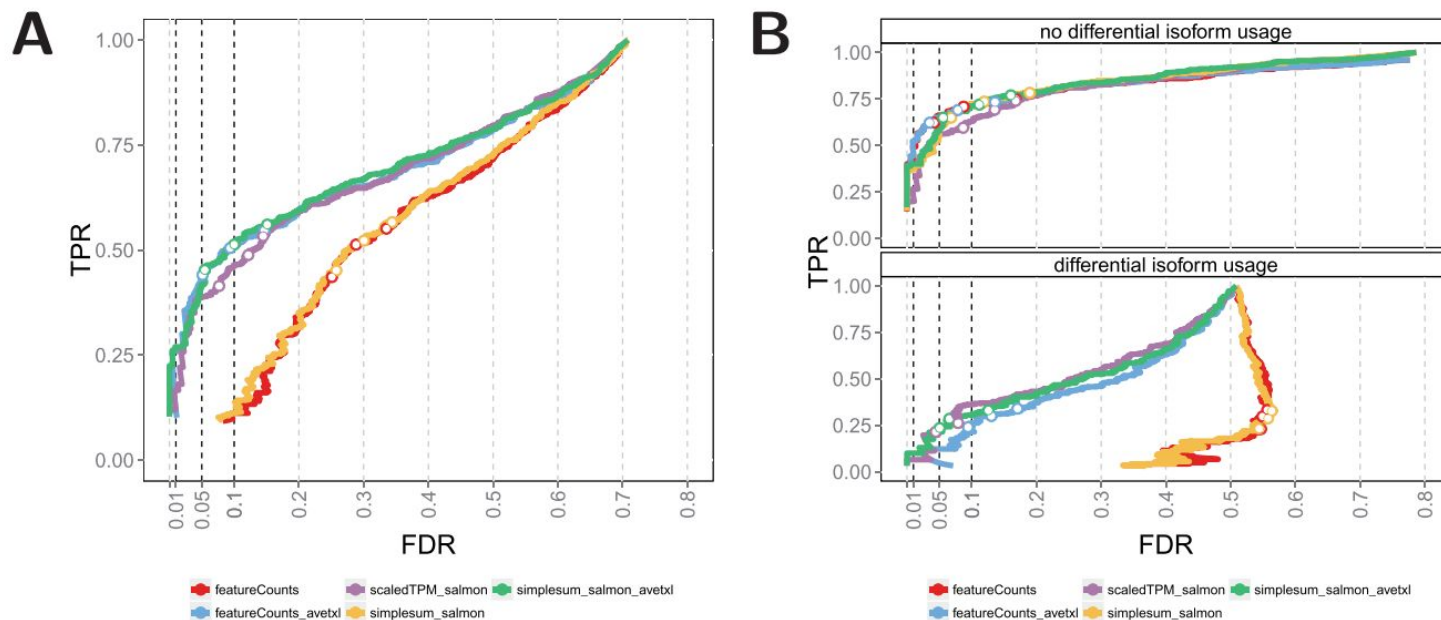 A
1.00
0.75
0.50
0.25
0.00
TPR
0.01
0.05
0.1
0.2
0.3
0.4
0.5
0.6
0.7
0.8
FDR
featureCounts scaledTPM_salmon simplesum_salmon_avetxl
featureCounts_avetxl simplesum_salmon
B
no differential isoform usage
1.00
0.75
0.50
0.25
0.00
TPR
differential isoform usage
1.00
0.75
0.50
0.25
0.00
0.01
0.05
0.1
0.2
0.3
0.4
0.5
0.6
0.7
0.8
FDR
featureCounts scaledTPM_salmon simplesum_salmon_avetxl
featureCounts_avetxl simplesum_salmon